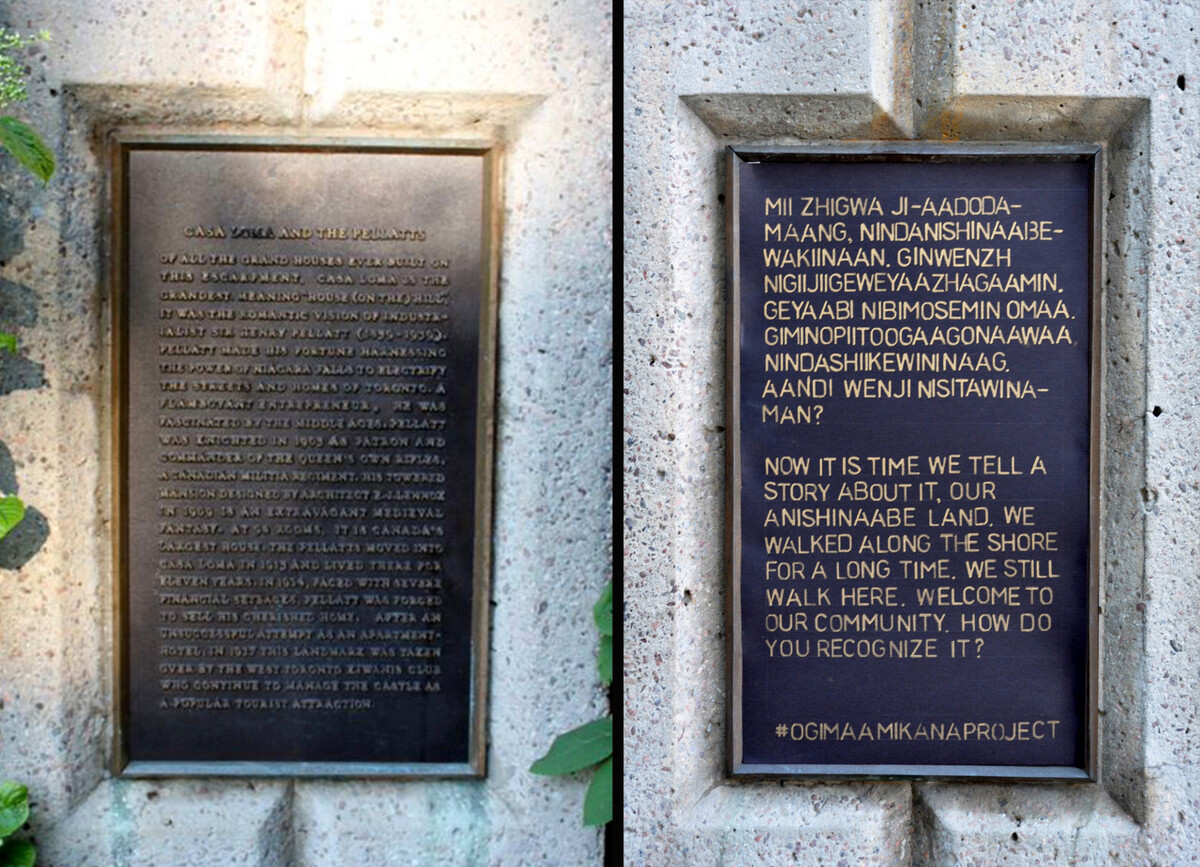 CASA LOMA AND THE PELLATTS
OF ALL THE GRAND HOUSES EVER BUILT ON
THIS ESCARPMENT, CASA LOMA IS THE
GRANDEST. MEANING "HOUSE (ON THE) HILL",
IT WAS THE ROMANTIC VISION OF INDUSTR-
IALIST SIR HENRY PELLATT (1859-1939).
PELLATT MADE HIS FORTUNE HARNESSING
THE POWER OF NIAGARA FALLS TO ELECTRIFY
THE STREETS AND HOMES OF TORONTO. A
FLAMBOYANT ENTREPRENEUR, HE WAS
FASCINATED BY THE MIDDLE AGES. PELLATT
WAS KNIGHTED IN 1905 AS PATRON AND
COMMANDER OF THE QUEEN'S OWN RIFLES,
A CANADIAN MILITIA REGIMENT. HIS TOWERED
MANSION DESIGNED BY ARCHITECT E.J. LENNOX
IN 1909 IS AN EXTRAVAGANT MEDIEVAL
FANTASY. AT 98 ROOMS, IT IS CANADA'S
LARGEST HOUSE. THE PELLATTS MOVED INTO
CASA LOMA IN 1913 AND LIVED THERE FOR
ELEVEN YEARS. IN 1924, FACED WITH SEVERE
FINANCIAL SETBACKS, PELLATT WAS FORCED
TO SELL HIS CHERISHED HOME. AFTER AN
UNSUCCESSFUL ATTEMPT AS AN APARTMENT-
HOTEL, IN 1937 THIS LANDMARK WAS TAKEN
OVER BY THE WEST TORONTO KIWANIS CLUB
WHO CONTINUE TO MANAGE THE CASTLE AS
A POPULAR TOURIST ATTRACTION.
MII ZHIGWA JI-AADODA-
MAANG, NINDANISHINAABE-
WAKIINAAN. GINWENZH
NIGIIJIIGEWEYAAZHAGAAMIN.
GEYAABI NIBIMOSEMIN OMAA.
GIMINOPIITOOGAAGONAAWAA
NINDASHIIKEWININAAG.
AANDI WENJI NISITAWINA-
MAN?
NOW IT IS TIME WE TELL A
STORY ABOUT IT, OUR
ANISHINAABE LAND. WE
WALKED ALONG THE SHORE
FOR A LONG TIME. WE STILL
WALK HERE. WELCOME TO
OUR COMMUNITY. HOW DO
YOU RECOGNIZE IT?
#OGIMAAMIKANAPROJECT